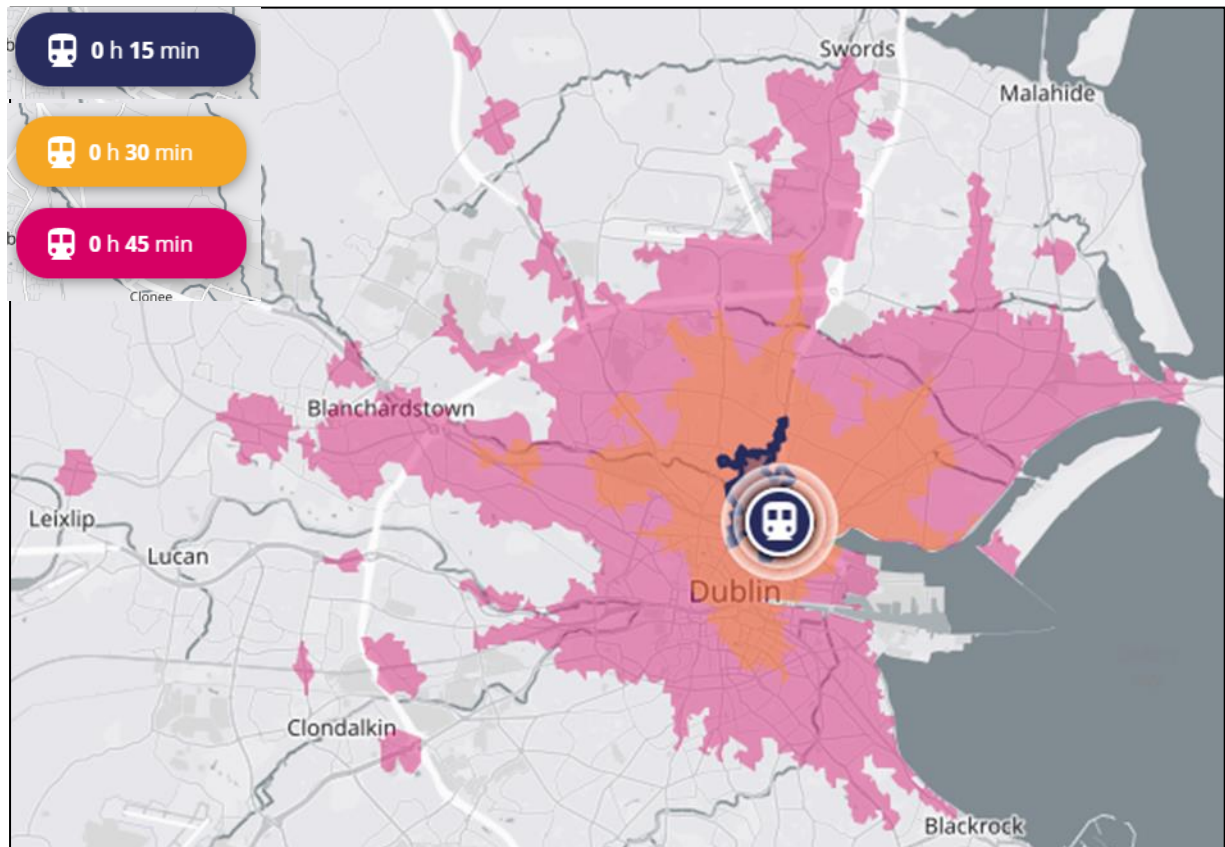 0 h 15 min
0 h 30 min
0 h 45 min
Swords
Malahide
Clonee
Blanchardstown
Leixlip
Lucan
Dublin
Clondalkin
Blackrock